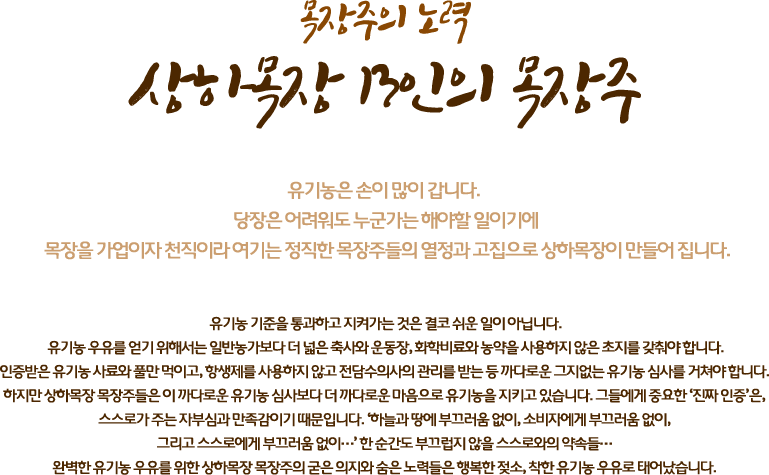 목장주의 노력
상하목장 13인의 목장주
유기농은 손이 많이 갑니다.
당장은 어려워도 누군가는 해야할 일이기에
목장을 가업이자 천직이라 여기는 정직한 목장주들의 열정과 고집으로 상하목장이 만들어 집니다.
유기농 기준을 통과하고 지켜가는 것은 결코 쉬운 일이 아닙니다.
유기농 우유를 얻기 위해서는 일반농가보다 더 넓은 축사와 운동장, 화학비료와 농약을 사용하지 않은 초지를 갖춰야 합니다.
인증받은 유기농 사료와 풀만 먹이고, 항생제를 사용하지 않고 전담수의사의 관리를 받는 등 까다로운 그지없는 유기농 심사를 거쳐야 합니다.
하지만 상하목장 목장주들은 이 까다로운 유기농 심사보다 더 까다로운 마음으로 유기농을 지키고 있습니다. 그들에게 중요한 ‘진짜 인증’은,
스스로가 주는 자부심과 만족감이기 때문입니다. ‘하늘과 땅에 부끄러움 없이, 소비자에게 부끄러움 없이,
그리고 스스로에게 부끄러움 없이…’ 한 순간도 부끄럽지 않을 스스로와의 약속들…
완벽한 유기농 우유를 위한 상하목장 목장주의 굳은 의지와 숨은 노력들은 행복한 젖소, 착한 유기농 우유로 태어났습니다.